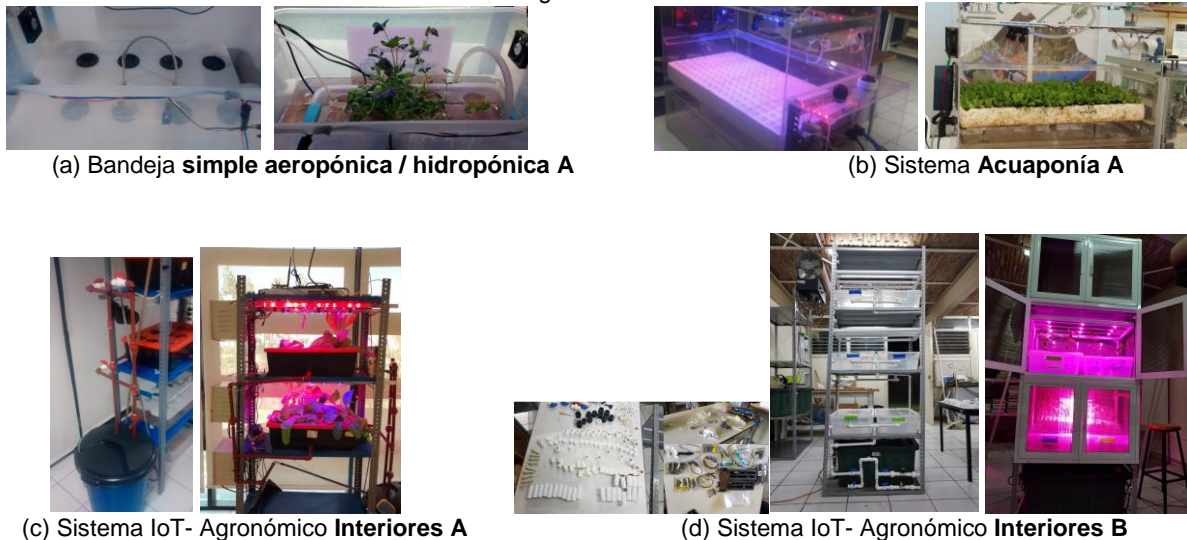 (a) Bandeja simple aeropónica / hidropónica A
(b) Sistema Acuaponía A
(c) Sistema IoT- Agronómico Interiores A
(d) Sistema IoT- Agronómico Interiores B